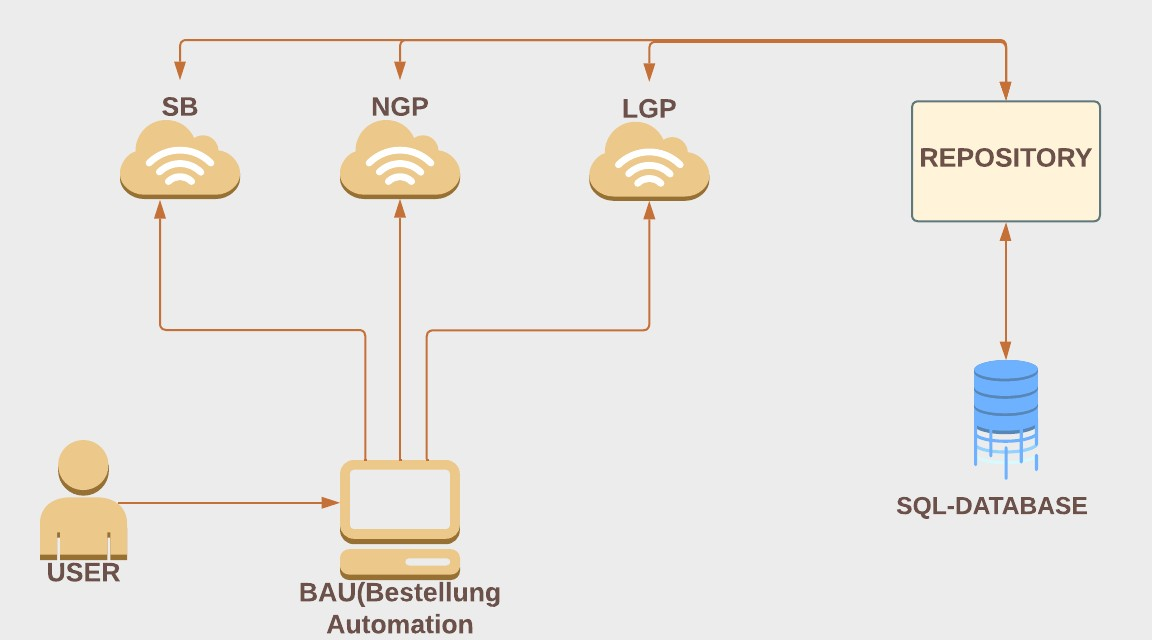 SB
NGP
LGP
REPOSITORY
SQL-DATABASE
USER
BAU(Bestellung
Automation